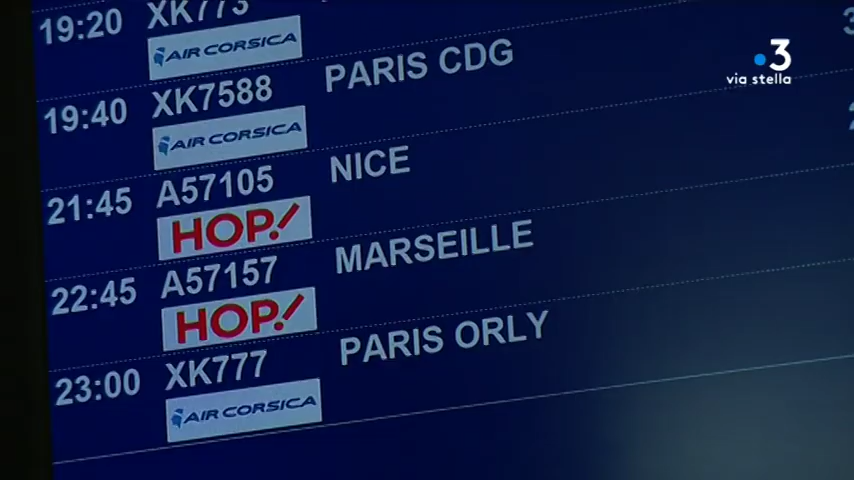 19:20 XK773
AIR CORSICA
19:40 XK7588 PARIS CDG
AIR CORSICA
21:45 A57105 NICE
HOP!
22:45 A57157 MARSEILLE
HOP!
23:00 XK777 PARIS ORLY
AIR CORSICA
3
via stella